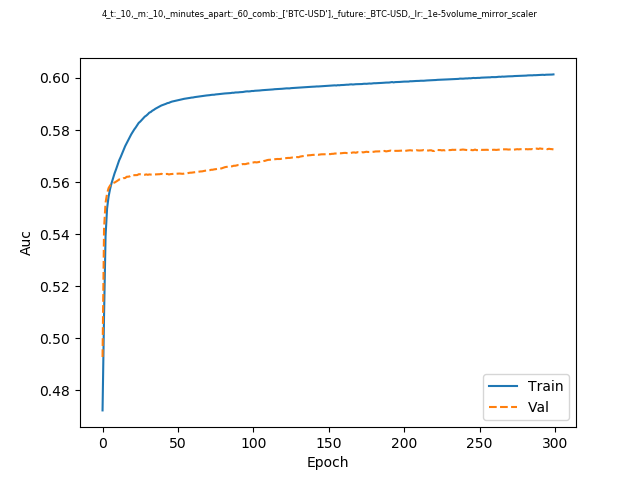 4_t:_10,_m:_10,_minutes_apart:_60_comb:_['BTC-USD'],_future:_BTC-USD,_lr:_1e-5volume_mirror_scaler
0.60
0.58
0.56
0.54
0.52
0.50
0.48
Auc
0 50 100 150 200 250 300
Epoch
Train
Val